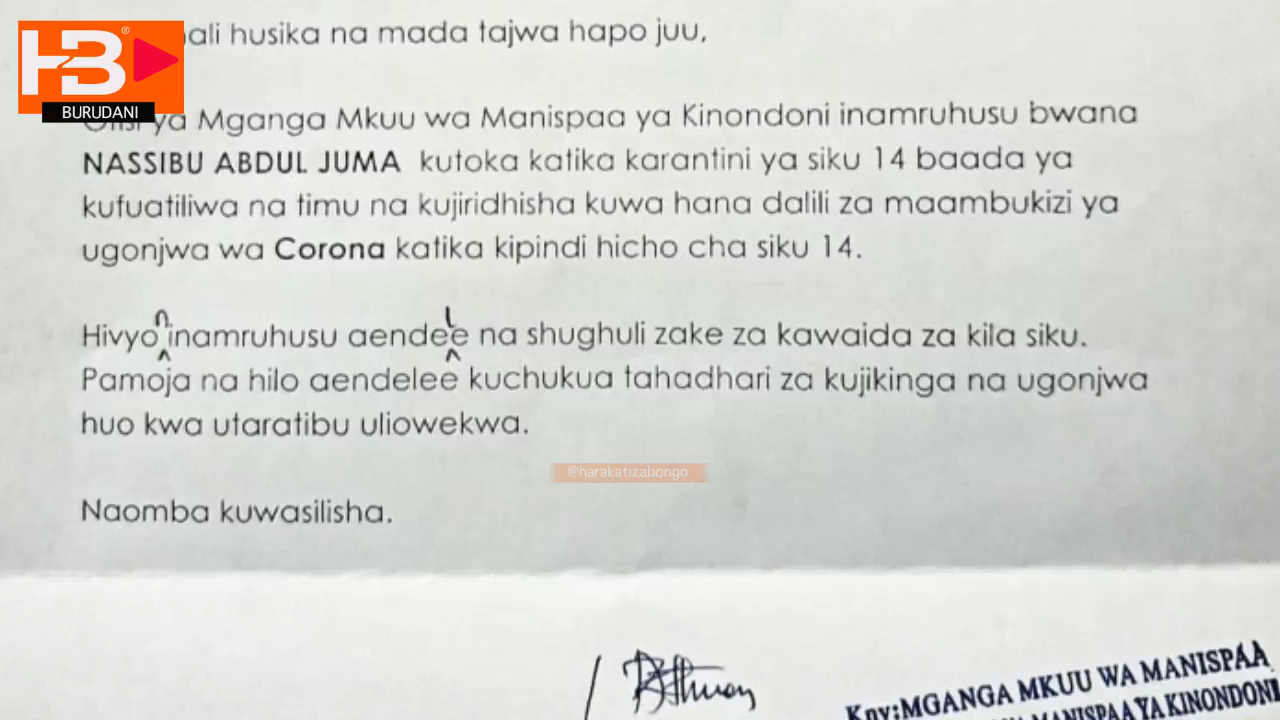 HB®
BURUDANI
husika na mada tajwa hapo juu,
ya Mganga Mkuu wa Manispaa ya Kinondoni inamruhusu bwana
NASSIBU ABDUL JUMA kutoka katika karantini ya siku 14 baada ya
kufuatiliwa na timu na kujiridhisha kuwa hana dalili za maambukizi ya
ugonjwa wa Corona katika kipindi hicho cha siku 14.
n l
Hivyo inamruhusu aendee na shughuli zake za kawaida za kila siku.
Pamoja na hilo aendelee kuchukua tahadhari za kujikinga na ugonjwa
huo kwa utaratibu uliowekwa.
@harakatizabongo
Naomba kuwasilisha.
Kny:MGANGA MKUU WA MANISPAA
MANISPAA YA KINONDONI